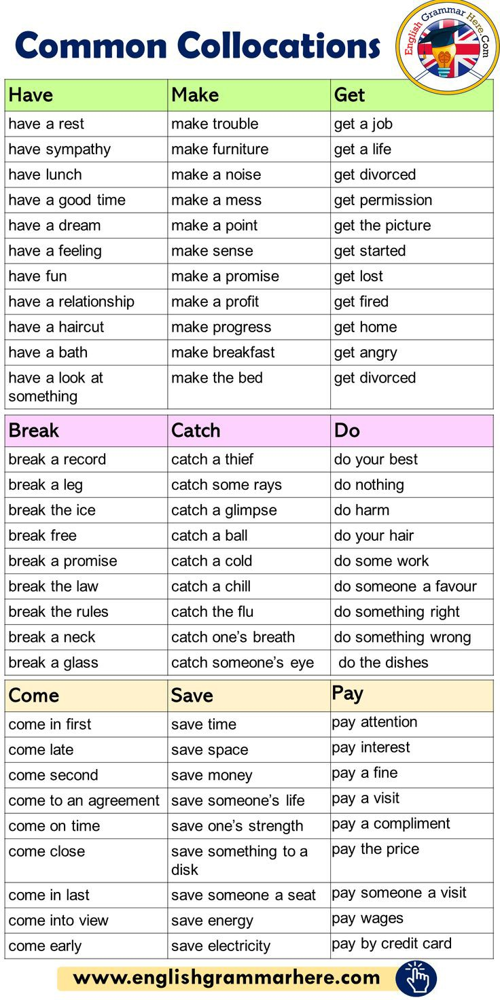 Common Collocations
English Grammar Here.Com
Have Make Get
have a rest make trouble get a job
have sympathy make furniture get a life
have lunch make a noise get divorced
have a good time make a mess get permission
have a dream make a point get the picture
have a feeling make sense get started
have fun make a promise get lost
have a relationship make a profit get fired
have a haircut make progress get home
have a bath make breakfast get angry
have a look at make the bed get divorced
something
Break Catch Do
break a record catch a thief do your best
break a leg catch some rays do nothing
break the ice catch a glimpse do harm
break free catch a ball do your hair
break a promise catch a cold do some work
break the law catch a chill do someone a favour
break the rules catch the flu do something right
break a neck catch one's breath do something wrong
break a glass catch someone's eye do the dishes
Come Save Pay
come in first save time pay attention
come late save space pay interest
come second save money pay a fine
come to an agreement save someone's life pay a visit
come on time save one's strength pay a compliment
come close save something to a pay the price
disk
come in last save someone a seat pay someone a visit
come into view save energy pay wages
come early save electricity pay by credit card
www.englishgrammarhere.com